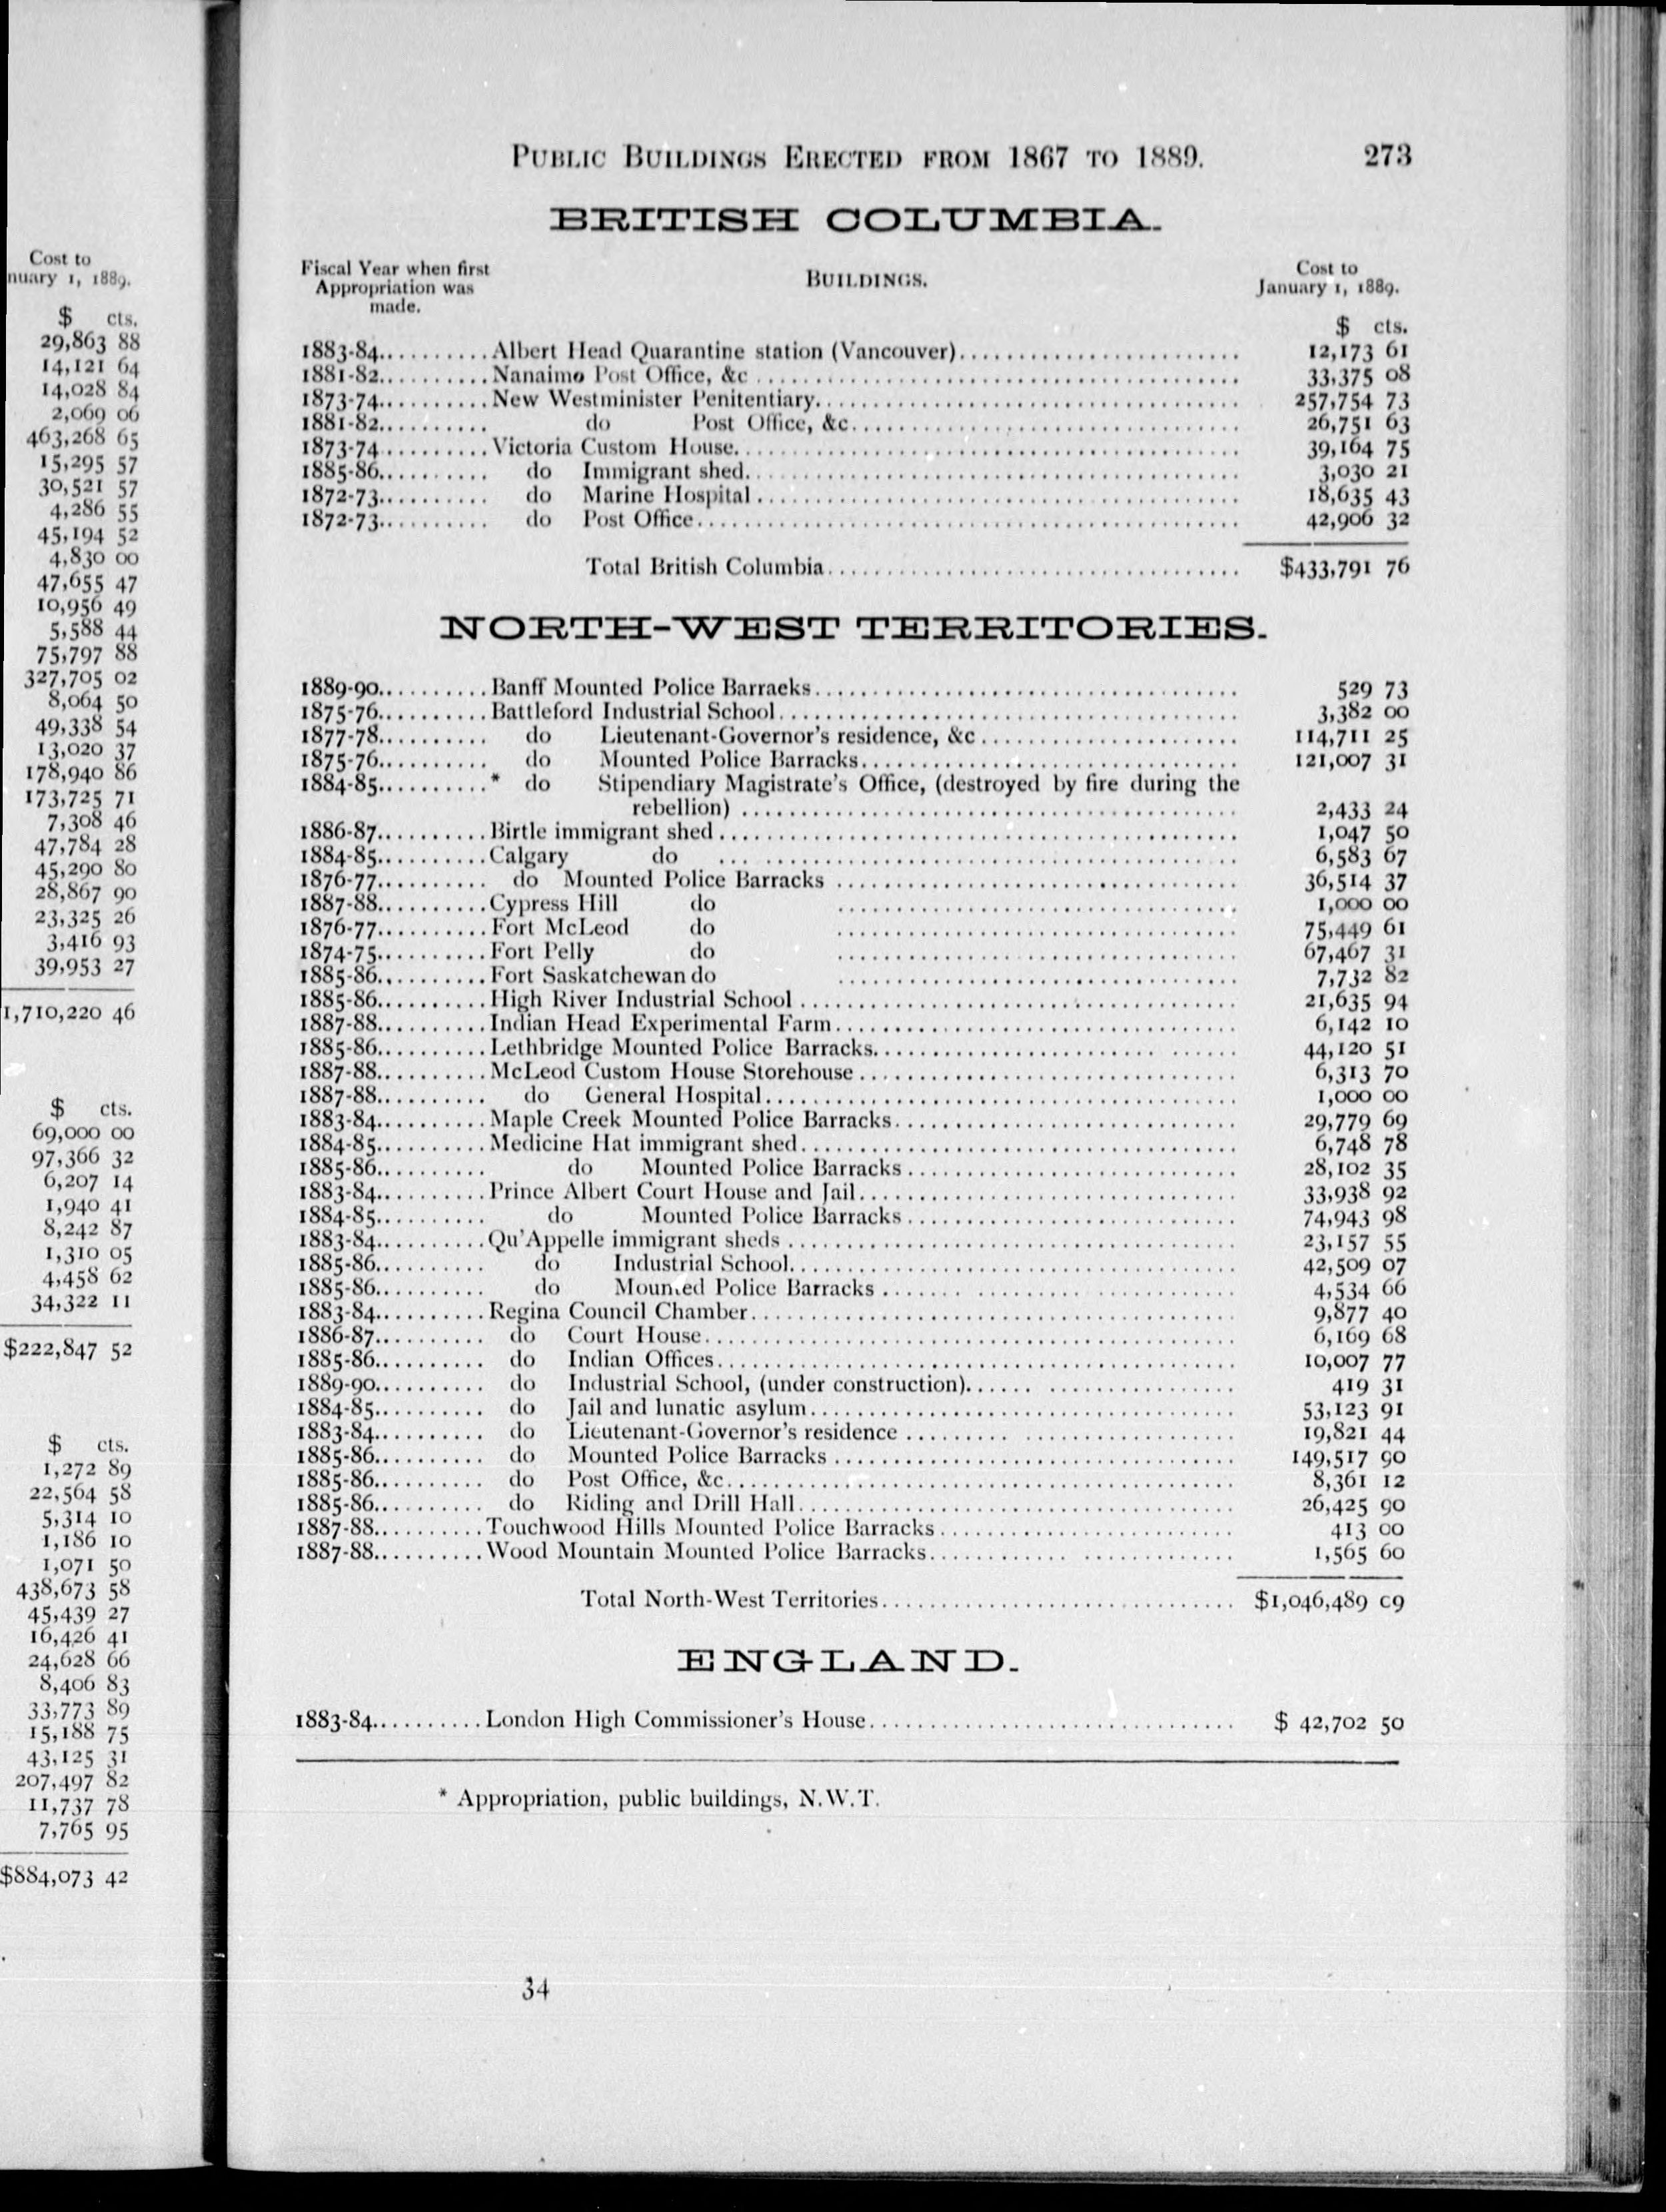 Cost to
nuary 1, 1889.
$ cts.
29,863 88
14,121 64
14,028 84
2,069 06
463,268 65
15,295 57
30,521 57
4,286 55
45,194 52
4,830 00
47,655 47
10,956 49
5,588 44
75,797 88
327,705 02
8,064 50
49,338 54
13,020 37
178,940 86
173,725 71
7,308 46
47,784 28
45,290 80
28,867 90
23,325 26
3,416 93
39,953 27
1,710,220 46
$ cts.
69,000 00
97,366 32
6,207 14
1,940 41
8,242 87
1,310 05
4,458 62
34,322 11
$222,847 52
$ cts.
1,272 89
22,564 58
5,314 10
1,186 10
1,071 50
438,673 58
45,439 27
16,426 41
24,628 66
8,406 83
33,773 89
15,188 75
43,125 31
207,497 82
11,737 78
7,765 95
$884,073 42
PUBLIC BUILDINGS ERECTED FROM 1867 TO 1889. 273
BRITISH COLUMBIA.
Fiscal Year when first Appropriation was made. BUILDINGS. Cost to January 1, 1889.
$ cts.
1883-84..........Albert Head Quarantine station (Vancouver)........................ 12,173 61
1881-82..........Nanaimo Post Office, &c.......................................... 33,375 08
1873-74..........New Westminister Penitentiary.................................... 257,754 73
1881-82.......... do Post Office, &c................................. 26,751 63
1873-74..........Victoria Custom House............................................ 39,164 75
1885-86.......... do Immigrant shed.......................................... 3,030 21
1872-73.......... do Marine Hospital......................................... 18,635 43
1872-73.......... do Post Office............................................. 42,906 32
Total British Columbia.................................... $433,791 76
NORTH-WEST TERRITORIES.
1889-90..........Banff Mounted Police Barracks.................................... 529 73
1875-76..........Battleford Industrial School..................................... 3,382 00
1877-78.......... do Lieutenant-Governor's residence, &c...................... 114,711 25
1875-76.......... do Mounted Police Barracks................................. 121,007 31
1884-85..........* do Stipendiary Magistrate's Office, (destroyed by fire during the
rebellion) ........................................... 2,433 24
1886-87..........Birtle immigrant shed............................................ 1,047 50
1884-85..........Calgary do ............................................ 6,583 67
1876-77.......... do Mounted Police Barracks ................................... 36,514 37
1887-88..........Cypress Hill do ................................... 1,000 00
1876-77..........Fort McLeod do ................................... 75,449 61
1874-75..........Fort Pelly do ................................... 67,467 31
1885-86..........Fort Saskatchewan do ................................... 7,732 82
1885-86..........High River Industrial School..................................... 21,635 94
1887-88..........Indian Head Experimental Farm.................................... 6,142 10
1885-86..........Lethbridge Mounted Police Barracks............................... 44,120 51
1887-88..........McLeod Custom House Storehouse................................... 6,313 70
1887-88.......... do General Hospital......................................... 1,000 00
1883-84..........Maple Creek Mounted Police Barracks.............................. 29,779 69
1884-85..........Medicine Hat immigrant shed...................................... 6,748 78
1885-86.......... do Mounted Police Barracks............................. 28,102 35
1883-84..........Prince Albert Court House and Jail............................... 33,938 92
1884-85.......... do Mounted Police Barracks............................. 74,943 98
1883-84..........Qu'Appelle immigrant sheds ...................................... 23,157 55
1885-86.......... do Industrial School...................................... 42,509 07
1885-86.......... do Mounted Police Barracks ............................... 4,534 66
1883-84..........Regina Council Chamber........................................... 9,877 40
1886-87.......... do Court House.............................................. 6,169 68
1885-86.......... do Indian Offices........................................... 10,007 77
1889-90.......... do Industrial School, (under construction).................. 419 31
1884-85.......... do Jail and lunatic asylum.................................. 53,123 91
1883-84.......... do Lieutenant-Governor's residence ......................... 19,821 44
1885-86.......... do Mounted Police Barracks ................................. 149,517 90
1885-86.......... do Post Office, &c.......................................... 8,361 12
1885-86.......... do Riding and Drill Hall.................................... 26,425 90
1887-88..........Touchwood Hills Mounted Police Barracks.......................... 413 00
1887-88..........Wood Mountain Mounted Police Barracks............................ 1,565 60
Total North-West Territories.............................. $1,046,489 09
ENGLAND.
1883-84..........London High Commissioner's House................................ $ 42,702 50
* Appropriation, public buildings, N.W.T.
34